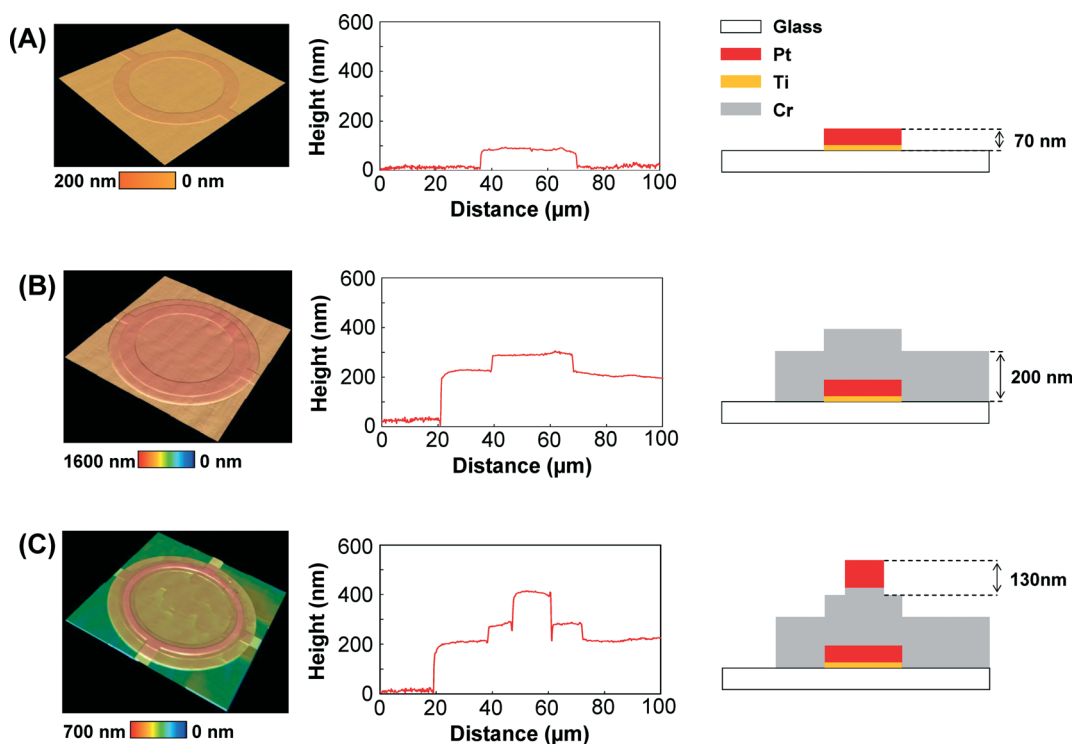 (A)
200 nm 0 nm
Height (nm)
600
400
200
100
0
0 20 40 60 80 100
Distance (µm)
Glass
Pt
Ti
Cr
70 nm
(B)
1600 nm 0 nm
Height (nm)
600
400
200
0
0 20 40 60 80 100
Distance (µm)
200 nm
(C)
700 nm 0 nm
Height (nm)
600
400
200
0
0 20 40 60 80 100
Distance (µm)
130nm